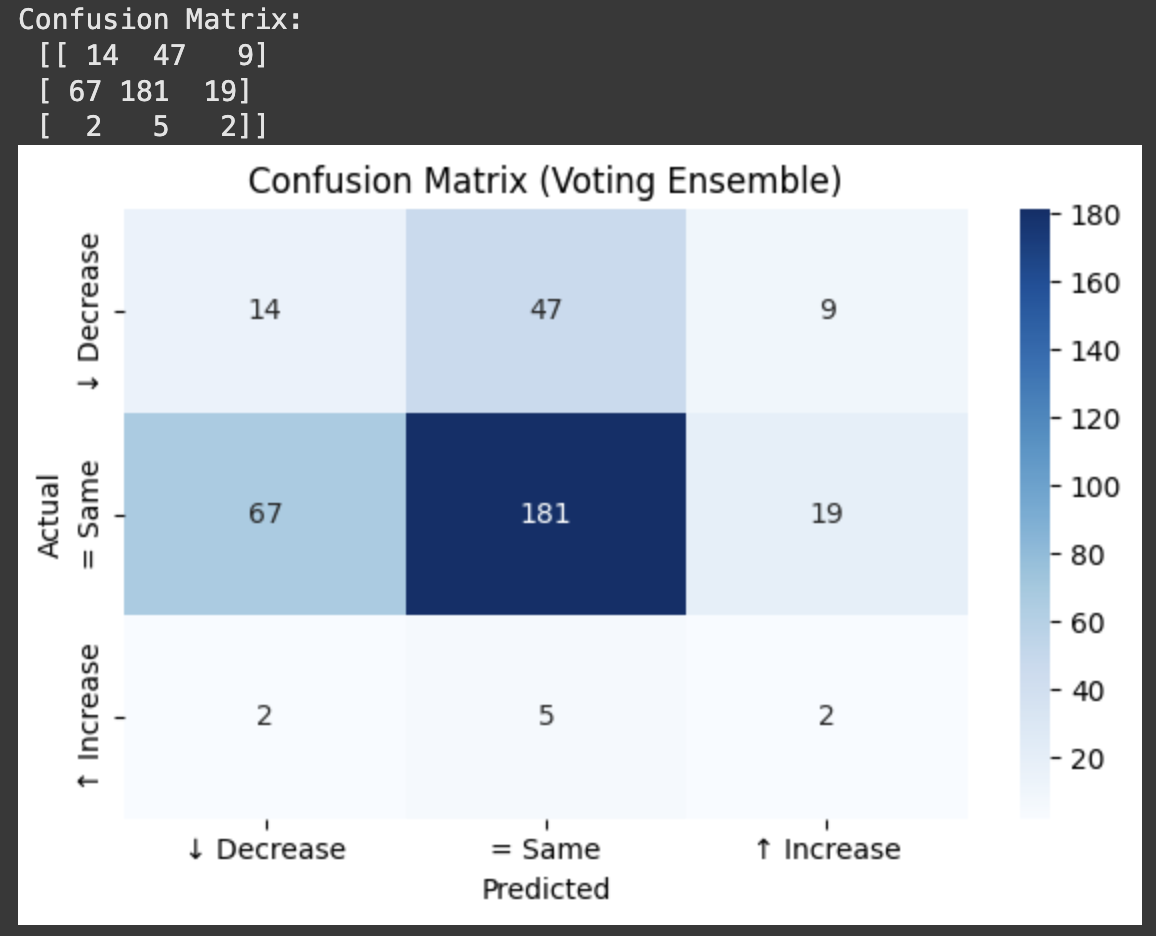 Confusion Matrix:
[[ 14 47 9]
[ 67 181 19]
[ 2 5 2]]
Confusion Matrix (Voting Ensemble)
↓ Decrease
14 47 9
= Same
67 181 19
↑ Increase
2 5 2
Actual
↓ Decrease = Same ↑ Increase
Predicted
180
160
140
120
100
80
60
40
20